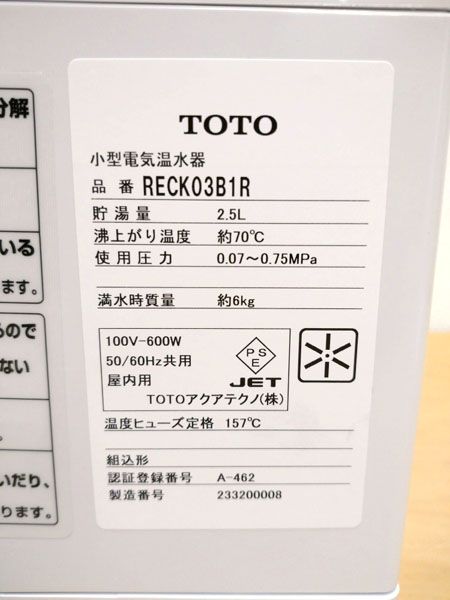 分解
いる
ます。
るので
ない
。
いだり、
ります。
TOTO
小型電気温水器
品番 RECK03B1R
貯湯量 2.5L
沸上がり温度 約70℃
使用圧力 0.07〜0.75MPa
満水時質量 約6kg
100V-600W
50/60Hz共用
屋内用
PSE
JET
TOTOアクアテクノ(株)
温度ヒューズ定格 157℃
組込形
認証登録番号 A-462
製造番号 233200008